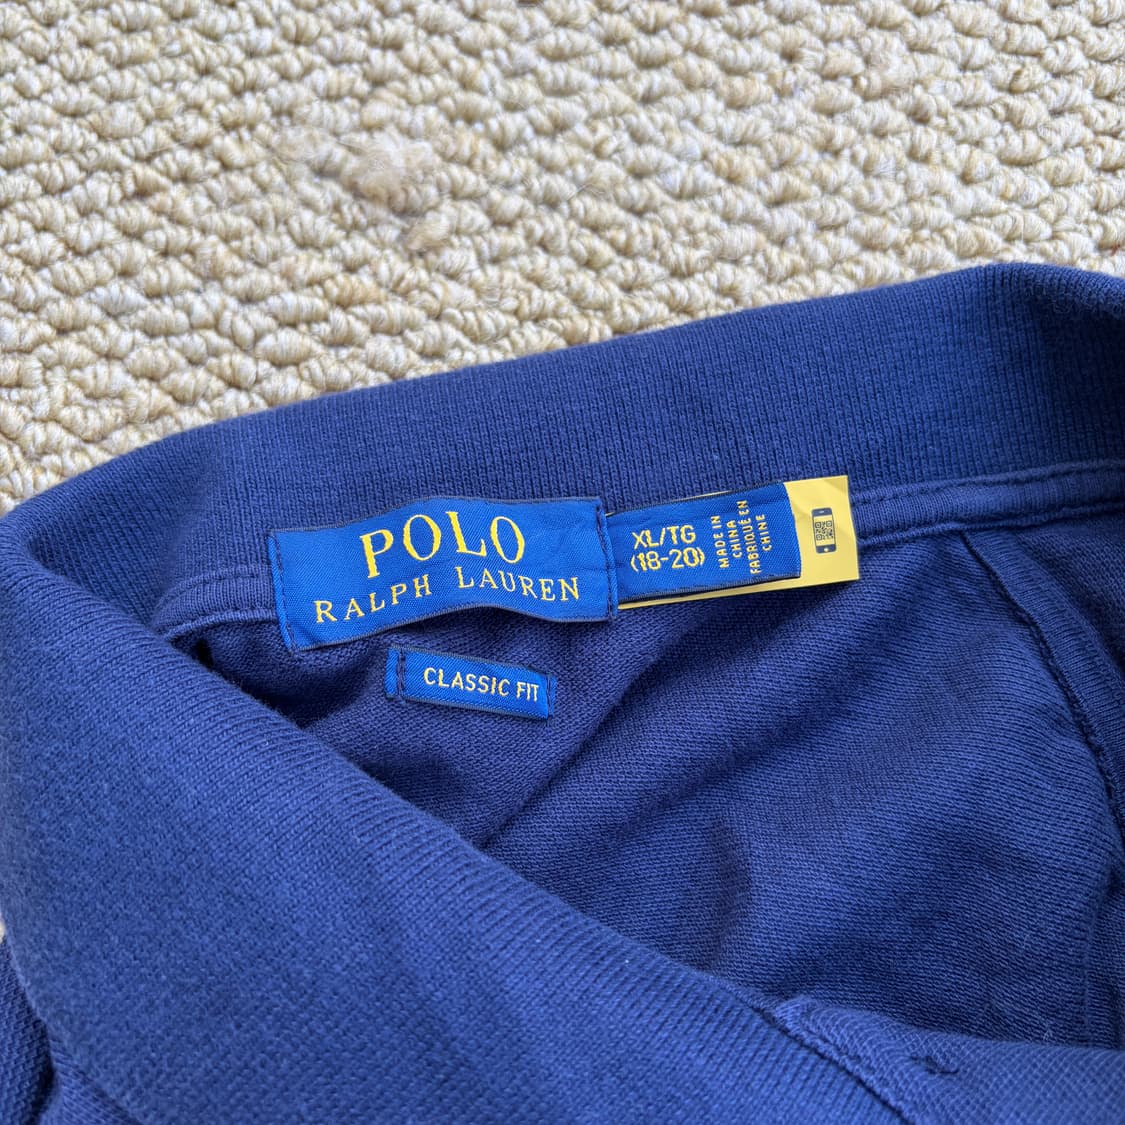 POLO
RALPH LAUREN
XL/TG
(18-20)
MADE IN
CHINA
FABRIQUÉ EN
CHINE
CLASSIC FIT